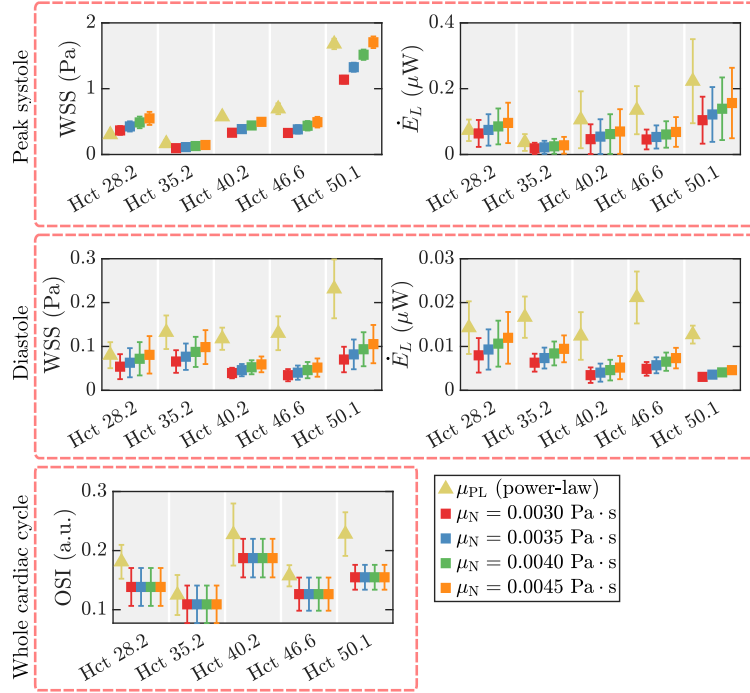 Peak systole
WSS (Pa)
2
1
0
Hct 28.2
Hct 35.2
Hct 40.2
Hct 46.6
Hct 50.1
Ė_L (μW)
0.4
0.2
0
Hct 28.2
Hct 35.2
Hct 40.2
Hct 46.6
Hct 50.1
Diastole
WSS (Pa)
0.3
0.2
0.1
0
Hct 28.2
Hct 35.2
Hct 40.2
Hct 46.6
Hct 50.1
Ė_L (μW)
0.03
0.02
0.01
0
Hct 28.2
Hct 35.2
Hct 40.2
Hct 46.6
Hct 50.1
Whole cardiac cycle
OSI (a.u.)
0.3
0.2
0.1
Hct 28.2
Hct 35.2
Hct 40.2
Hct 46.6
Hct 50.1
μ_PL (power-law)
μ_N = 0.0030 Pa · s
μ_N = 0.0035 Pa · s
μ_N = 0.0040 Pa · s
μ_N = 0.0045 Pa · s